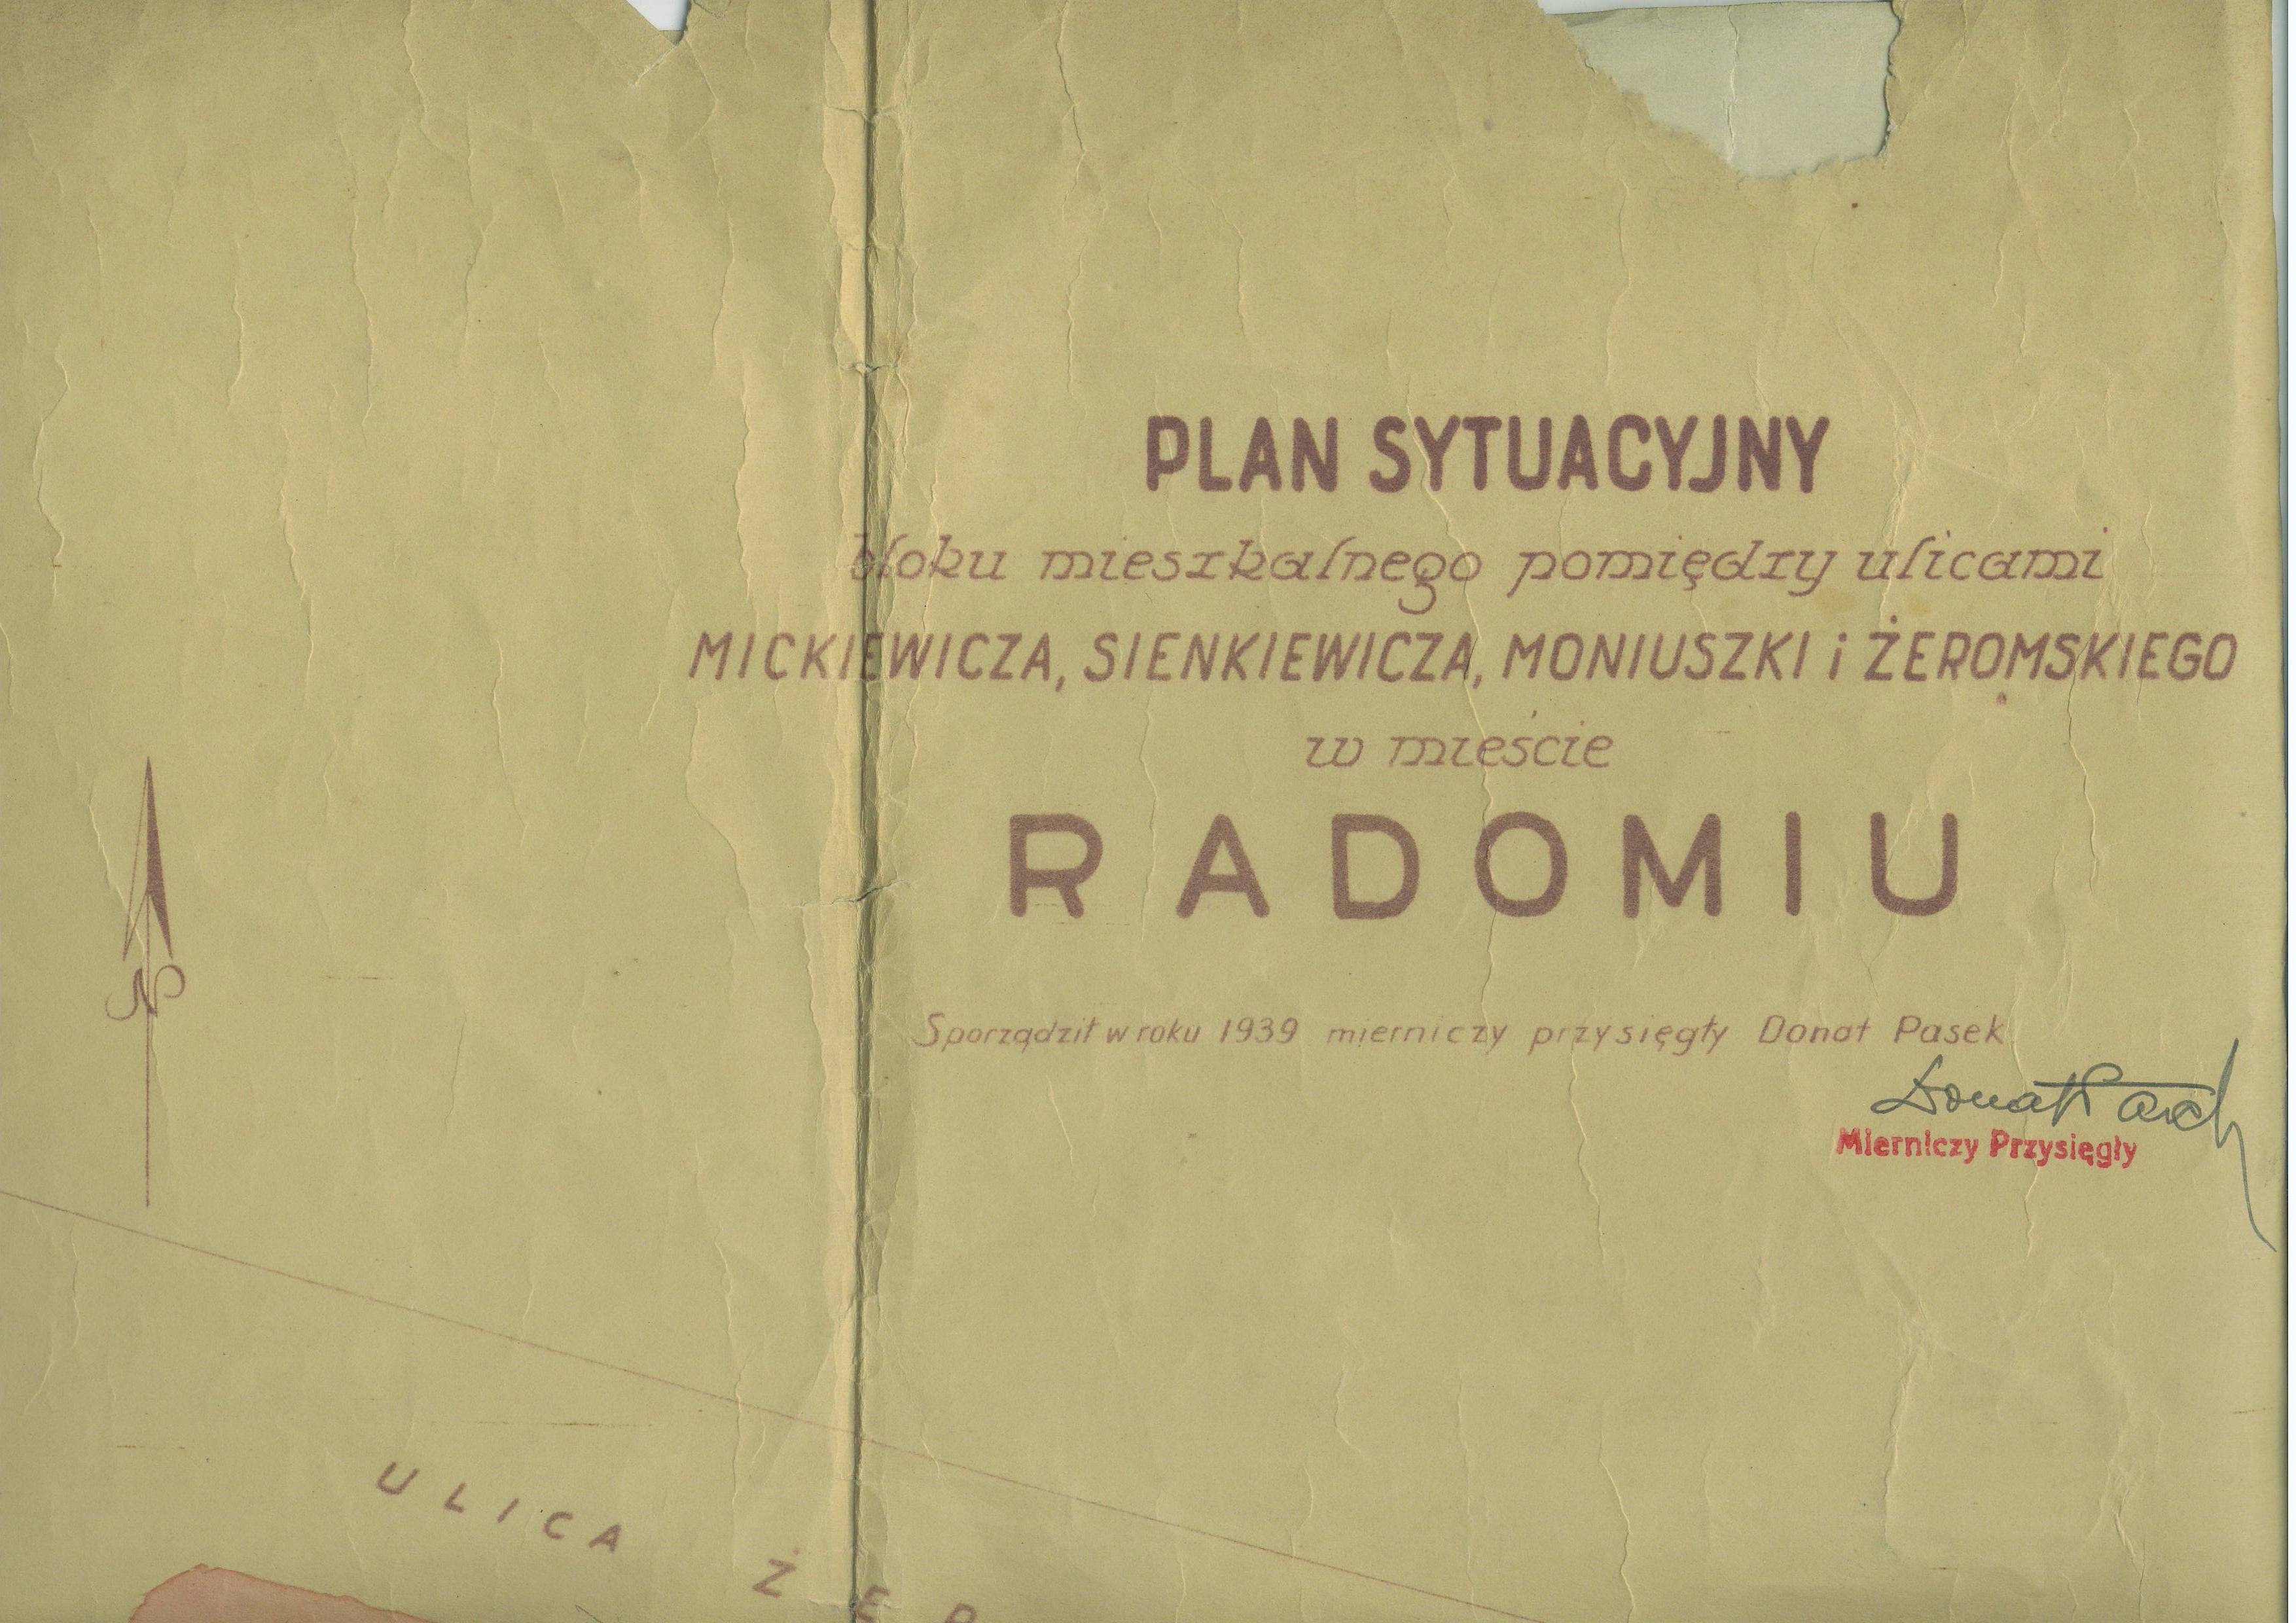 PLAN SYTUACYJNY
bloku mieszkalnego pomiędzy ulicami
MICKIEWICZA, SIENKIEWICZA, MONIUSZKI i ŻEROMSKIEGO
w mieście
RADOMIU
N
Sporządził w roku 1939 mierniczy przysięgły Donat Pasek
Donat Pasek
Mierniczy Przysięgły
ULICA ŻER